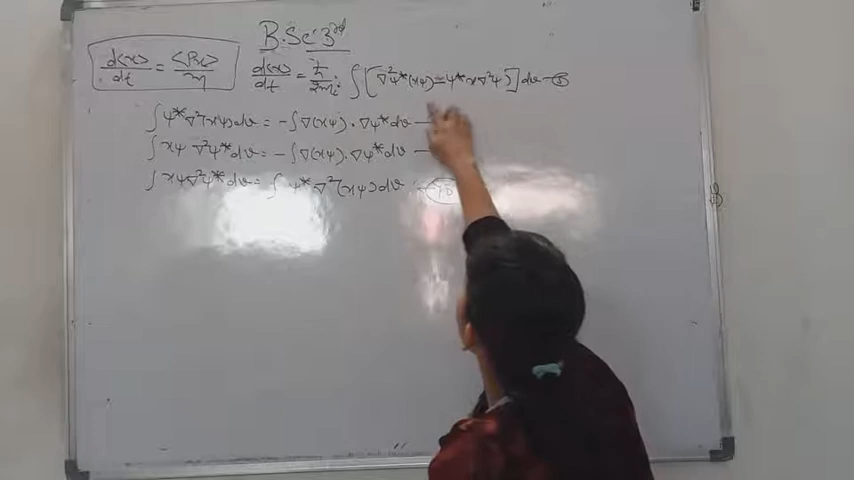 B.Sc 3rd
d<x>/dt = <Px>/m
d<x>/dt = ħ/2mi ∫[∇²ψ*(xψ) = ψ*x∇²ψ]dv —
∫ψ*∇²(xψ)dv = -∫∇(xψ).∇ψ*dv —
∫xψ ∇²ψ*dv = -∫∇(xψ).∇ψ*dv —
∫xψ∇²ψ*dv = ∫ψ*∇²(xψ)dv —